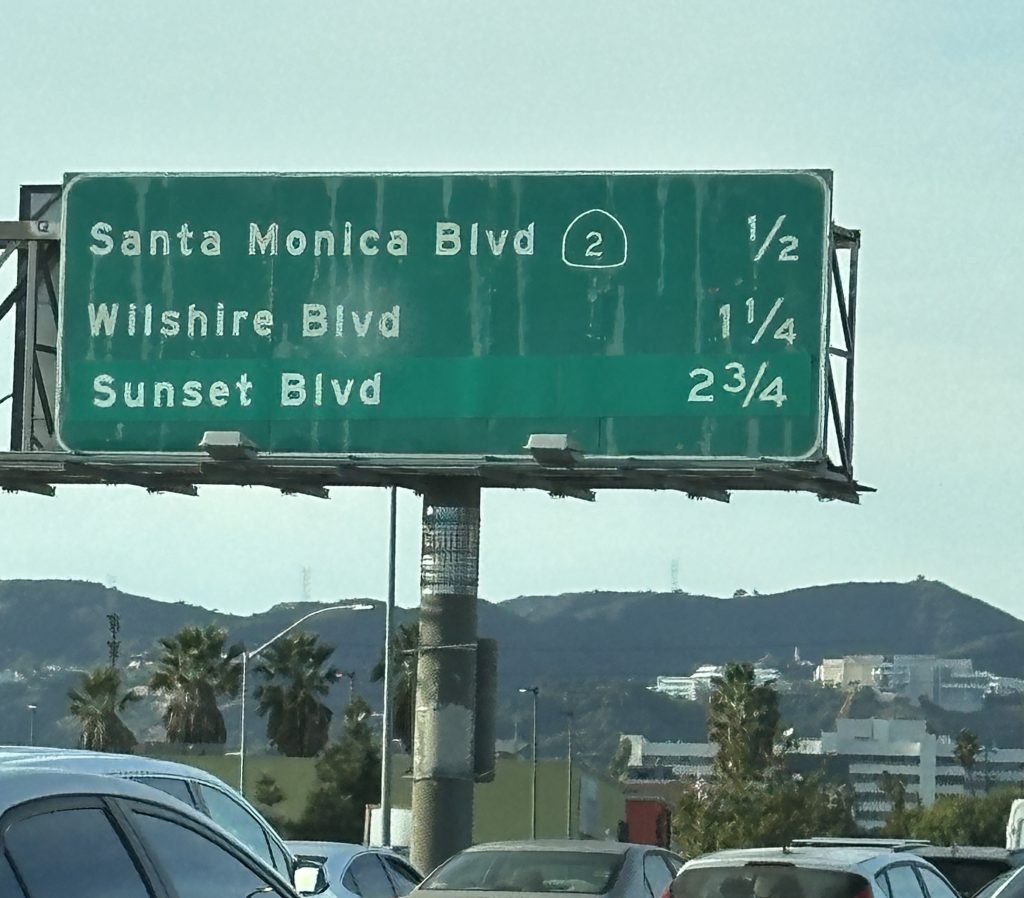 Santa Monica Blvd 2 1/2
Wilshire Blvd 1 1/4
Sunset Blvd 2 3/4